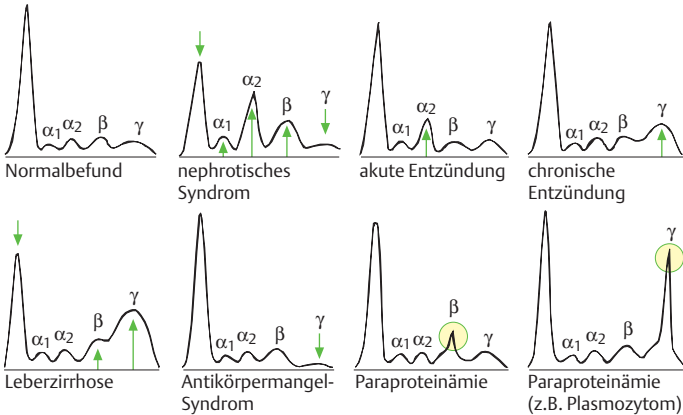 α1 α2 β γ
Normalbefund
α1 α2 β γ
nephrotisches
Syndrom
α1 α2 β γ
akute Entzündung
α1 α2 β γ
chronische
Entzündung
α1 α2 β γ
Leberzirrhose
α1 α2 β γ
Antikörpermangel-
Syndrom
α1 α2 β γ
Paraproteinämie
α1 α2 β γ
Paraproteinämie
(z.B. Plasmozytom)